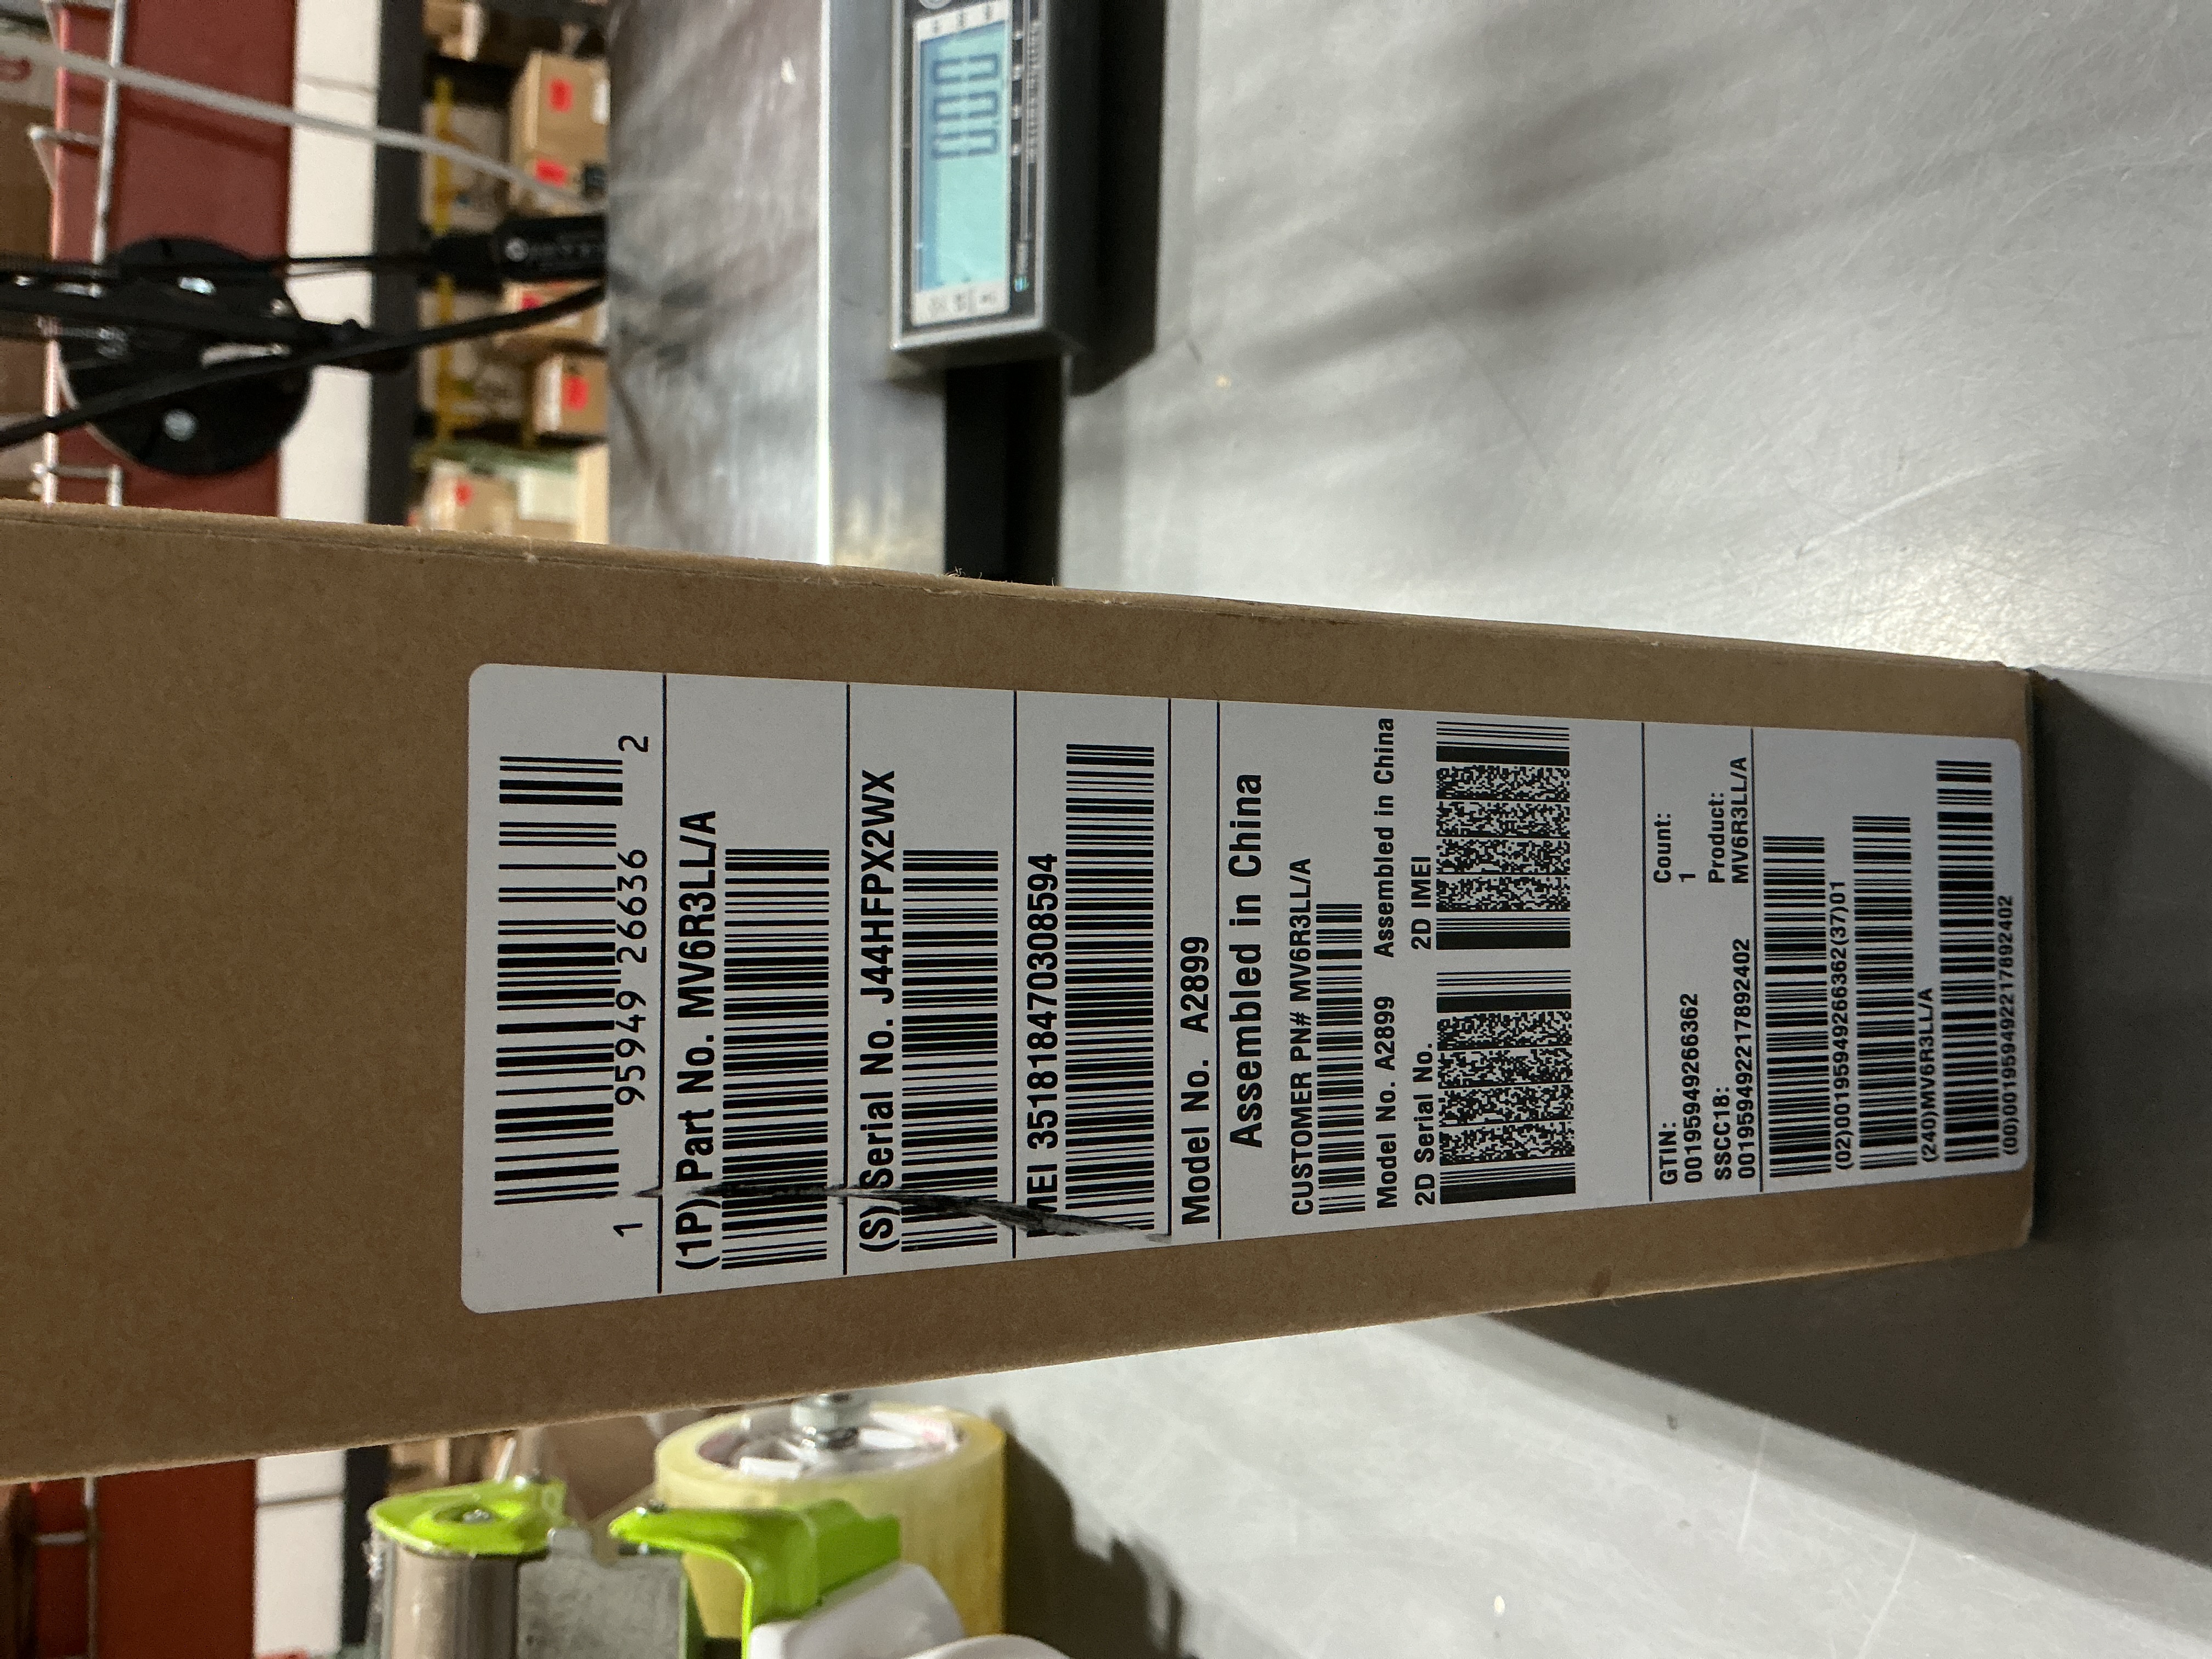 1 95949 26636 2
(1P) Part No. MV6R3LL/A
(S) Serial No. J44HFPX2WX
IMEI 351818470308594
Model No. A2899
Assembled in China
CUSTOMER PN# MV6R3LL/A
Model No. A2899 Assembled in China
2D Serial No. 2D IMEI
GTIN: Count:
00195949266362 1
SSCC18: Product:
001959492217892402 MV6R3LL/A
(02)00195949266362(37)01
(240)MV6R3LL/A
(00)001959492217892402
0.00